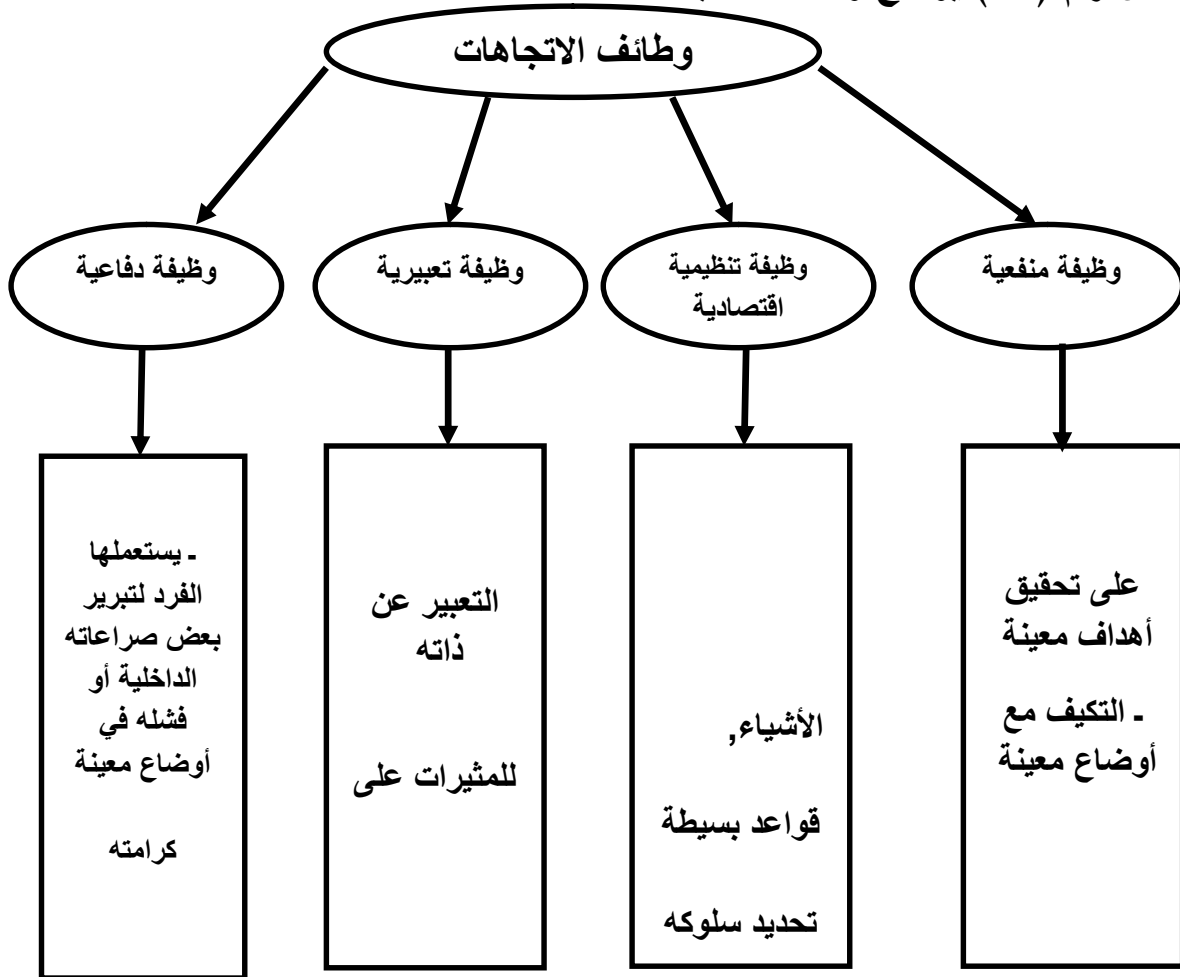 وظائف الاتجاهات
وظيفة منفعية
وظيفة تنظيمية
اقتصادية
وظيفة تعبيرية
وظيفة دفاعية
على تحقيق
أهداف معينة
ـ التكيف مع
أوضاع معينة
الأشياء,
قواعد بسيطة
تحديد سلوكه
التعبير عن
ذاته
للمثيرات على
ـ يستعملها
الفرد لتبرير
بعض صراعاته
الداخلية أو
فشله في
أوضاع معينة
كرامته